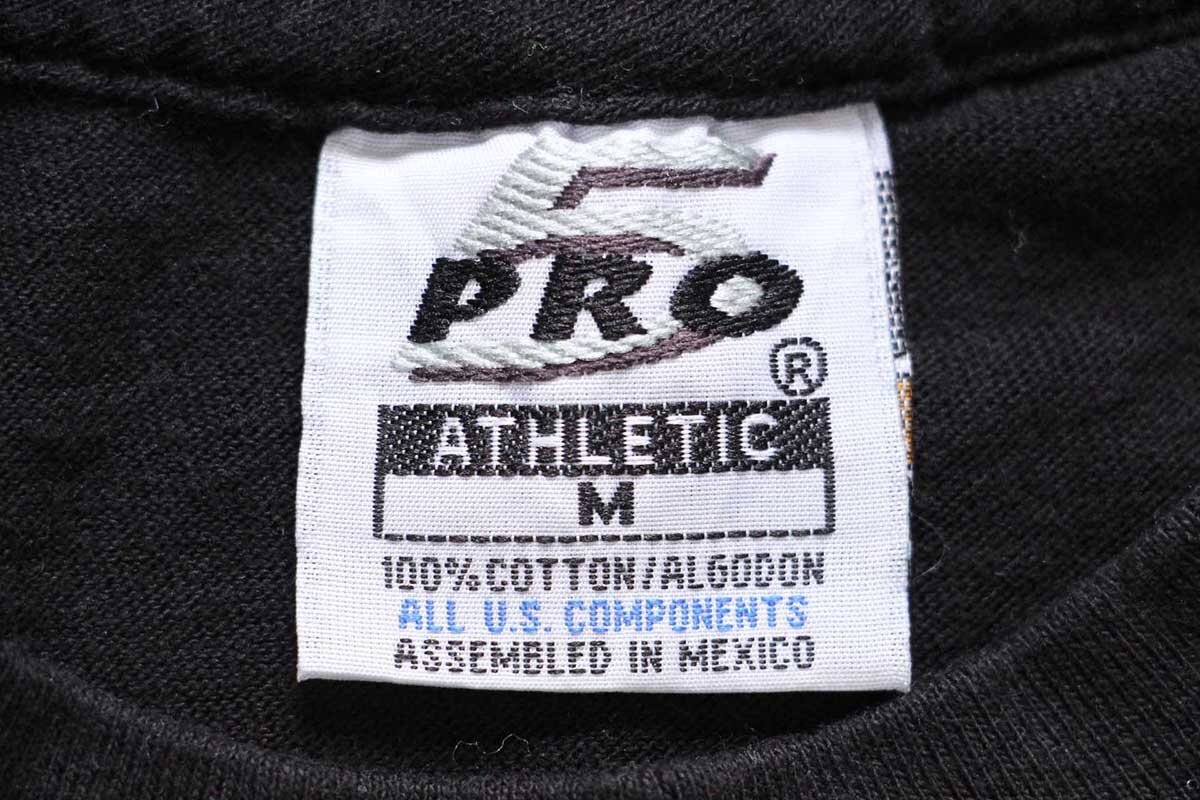 5
PRO
®
ATHLETIC
M
100%COTTON/ALGODON
ALL U.S. COMPONENTS
ASSEMBLED IN MEXICO